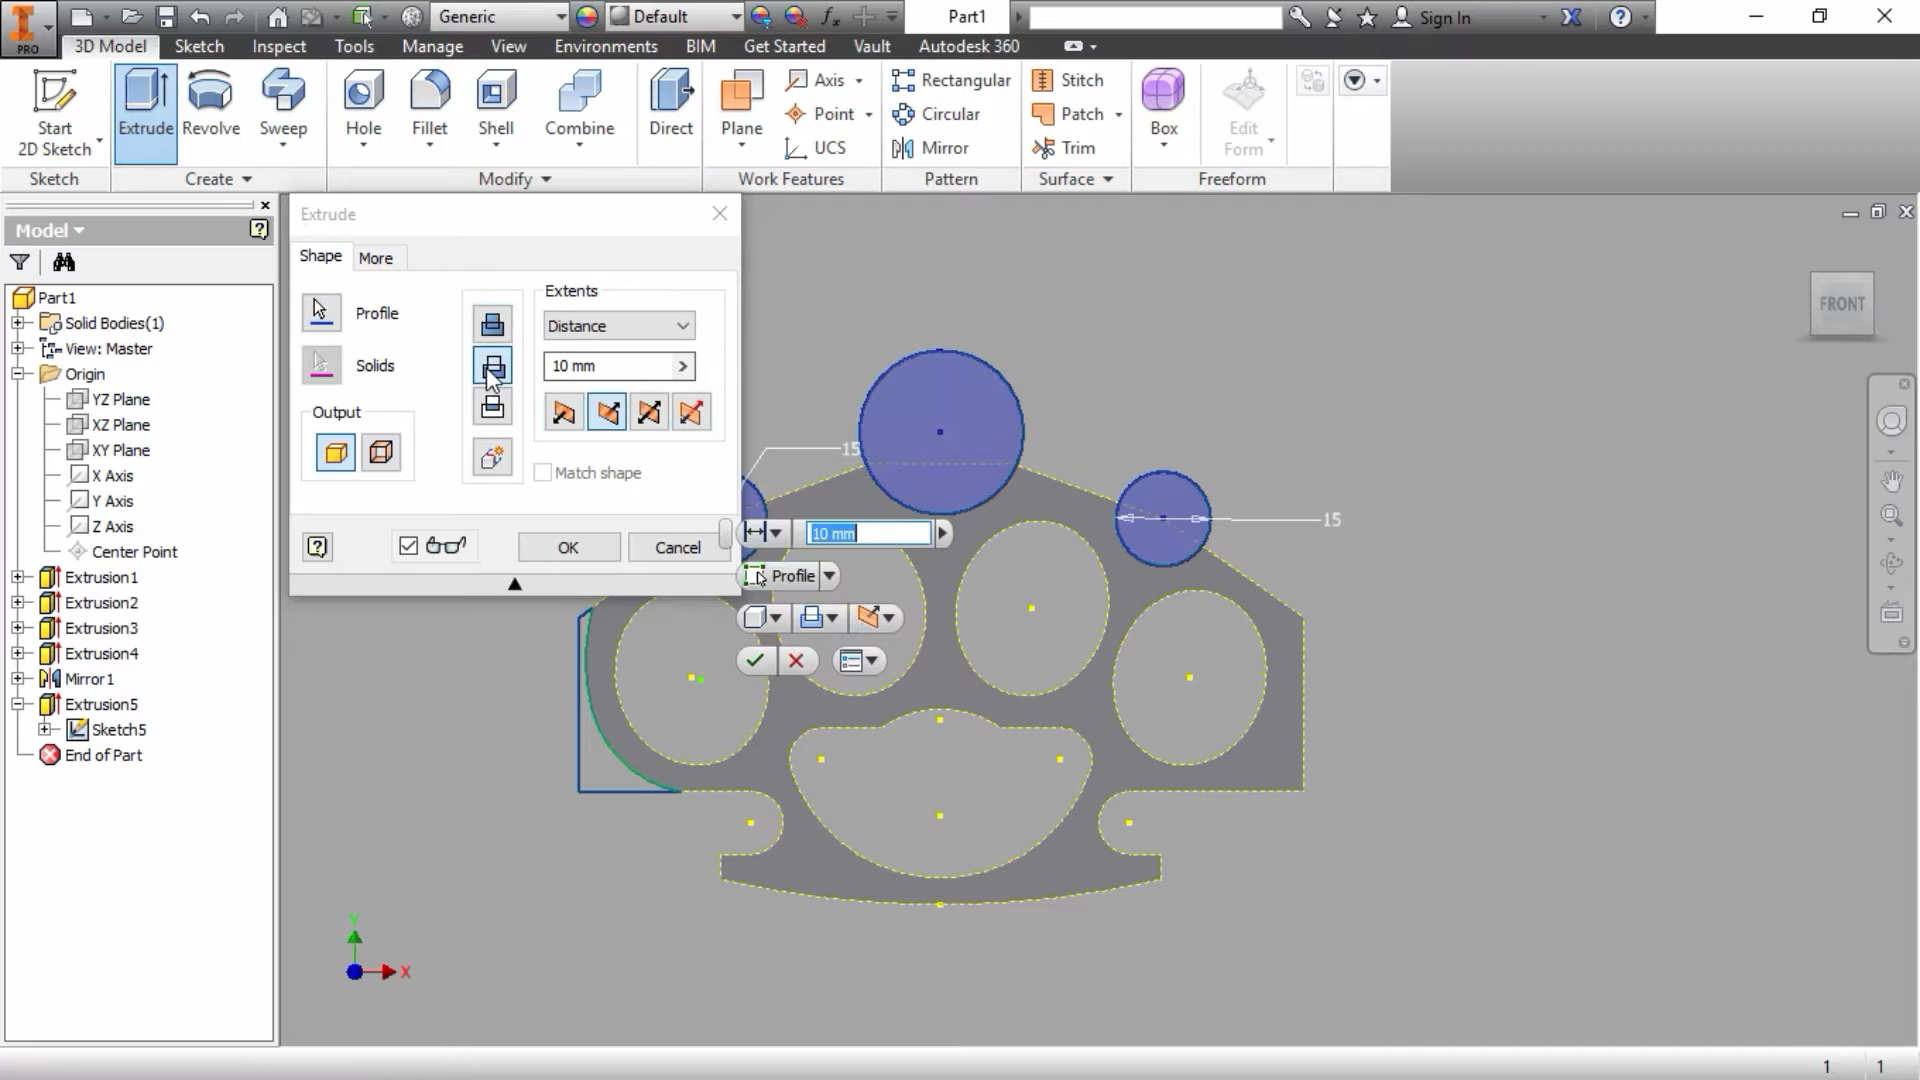 PRO
Generic
Default
fx
Part1
Sign In
3D Model
Sketch
Inspect
Tools
Manage
View
Environments
BIM
Get Started
Vault
Autodesk 360
Start
2D Sketch
Extrude
Revolve
Sweep
Hole
Fillet
Shell
Combine
Direct
Plane
Axis
Point
UCS
Rectangular
Circular
Mirror
Stitch
Patch
Trim
Box
Edit
Form
Sketch
Create
Modify
Work Features
Pattern
Surface
Freeform
Model
Part1
Solid Bodies(1)
View: Master
Origin
YZ Plane
XZ Plane
XY Plane
X Axis
Y Axis
Z Axis
Center Point
Extrusion1
Extrusion2
Extrusion3
Extrusion4
Mirror1
Extrusion5
Sketch5
End of Part
Extrude
Shape
More
Profile
Solids
Output
Extents
Distance
10 mm
Match shape
OK
Cancel
10 mm
Profile
15
15
FRONT
Y
X
1
1